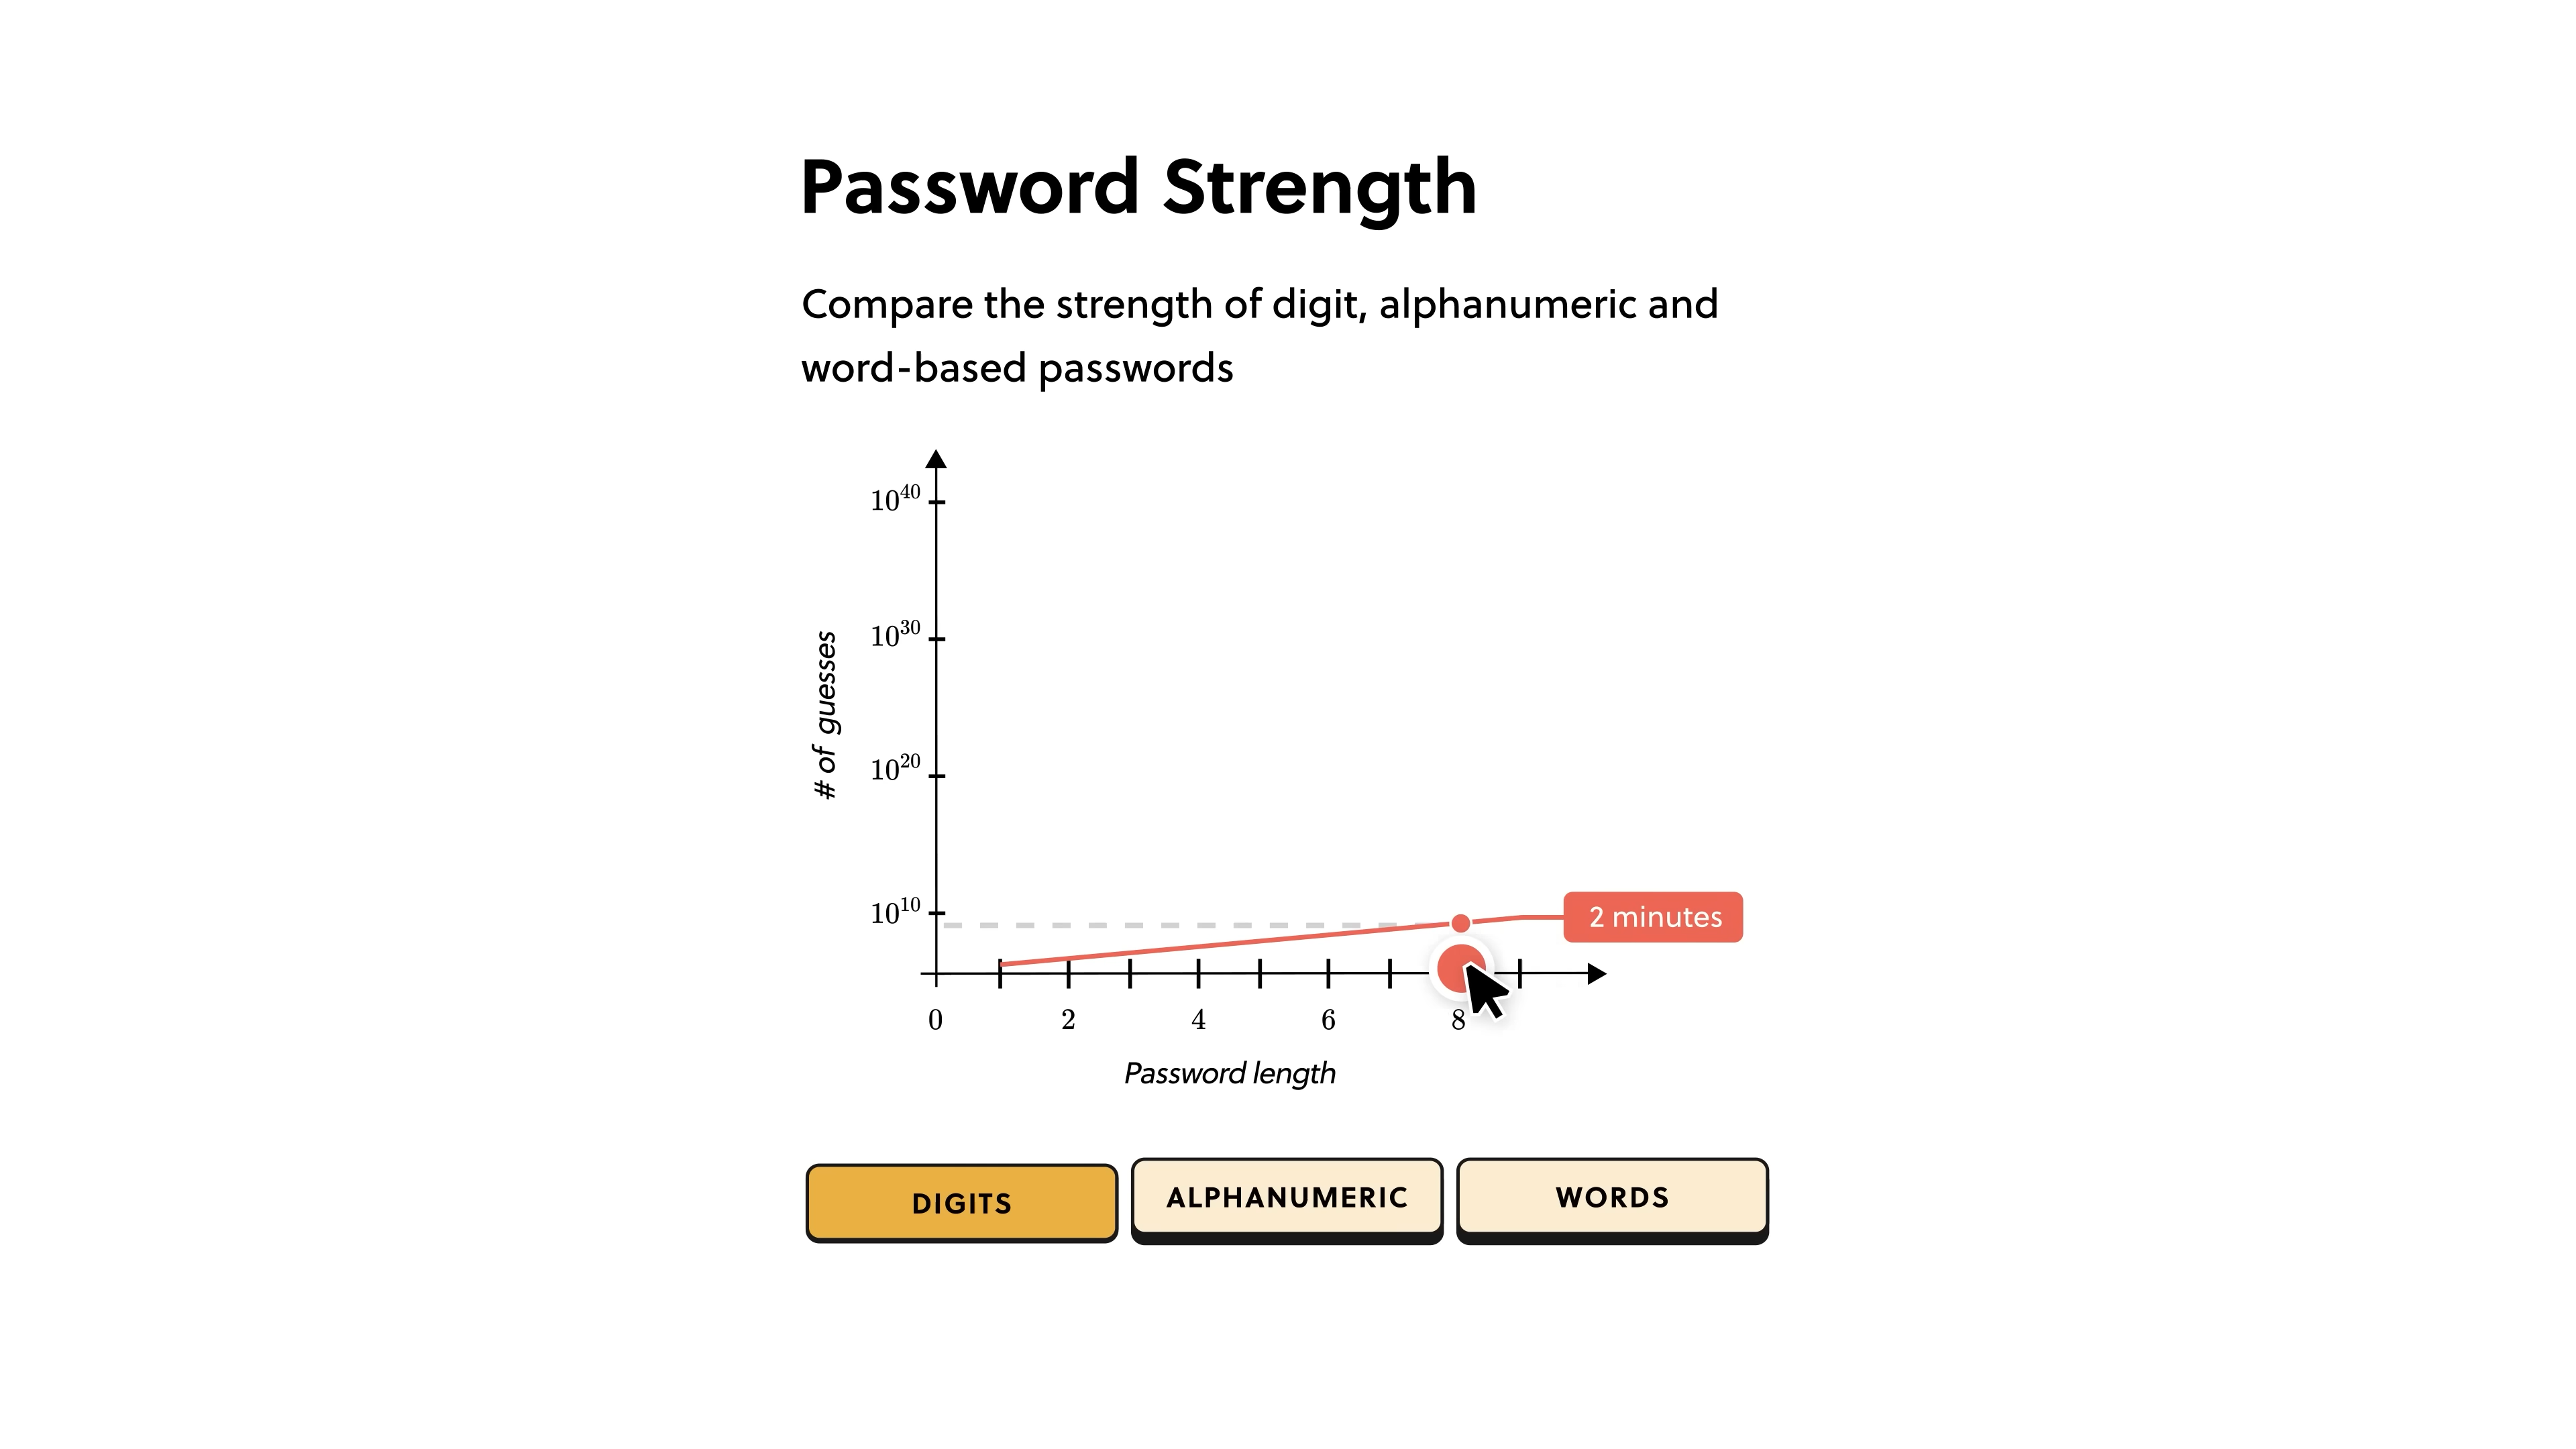 Password Strength
Compare the strength of digit, alphanumeric and
word-based passwords
10^40
10^30
# of guesses
10^20
10^10
2 minutes
0 2 4 6 8
Password length
DIGITS ALPHANUMERIC WORDS